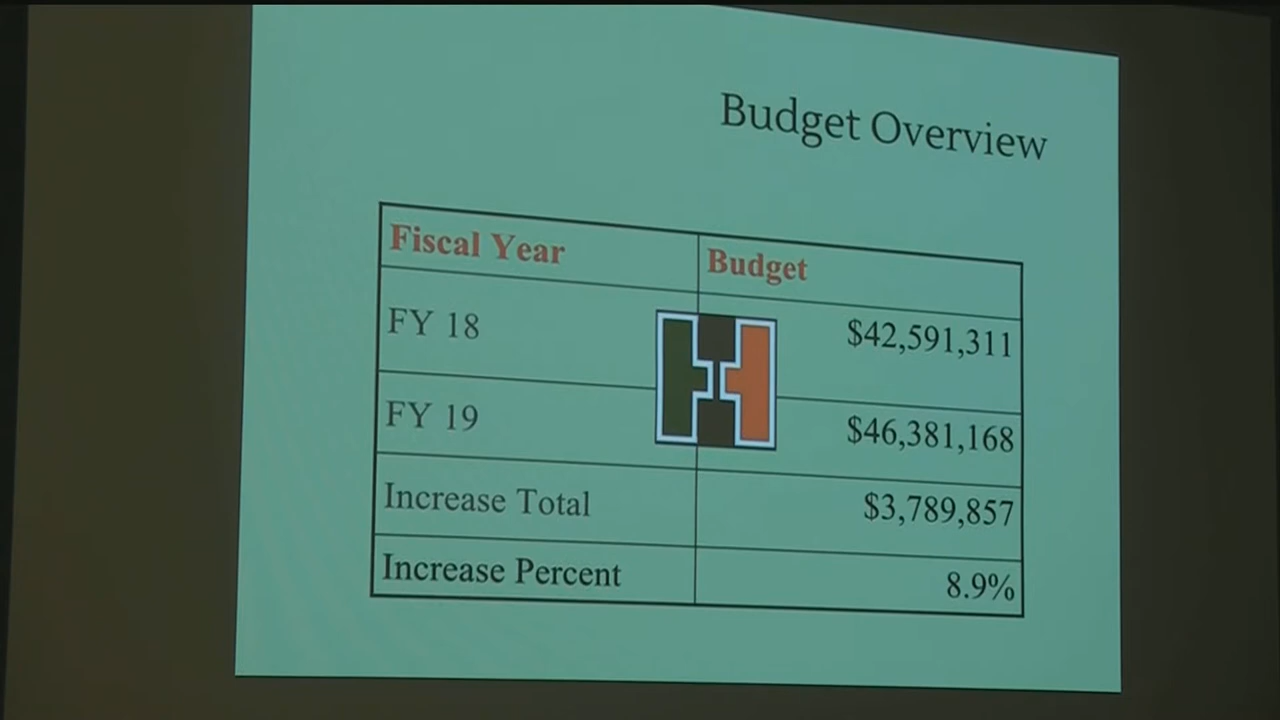 Budget Overview
Fiscal Year Budget
FY 18 $42,591,311
FY 19 $46,381,168
Increase Total $3,789,857
Increase Percent 8.9%